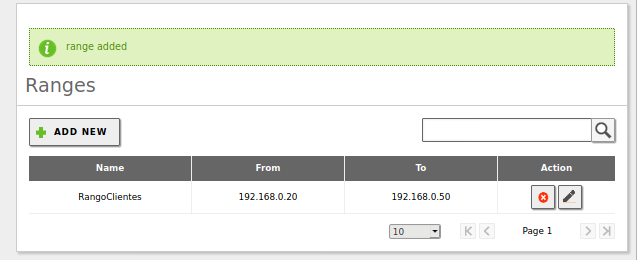 range added
Ranges
ADD NEW
Name From To Action
RangoClientes 192.168.0.20 192.168.0.50
10 Page 1